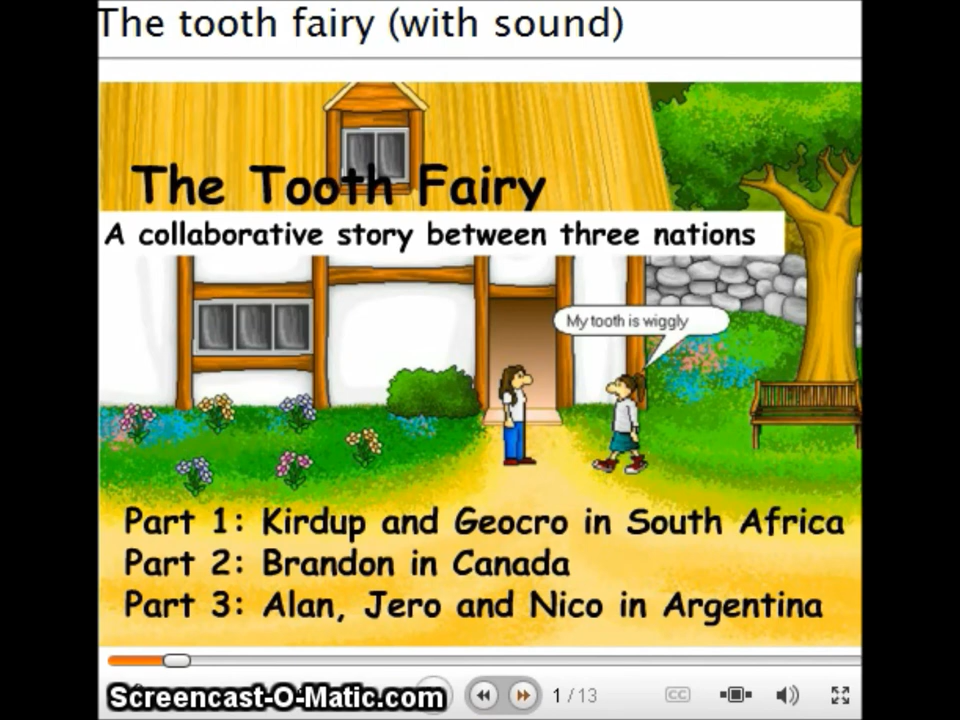 The tooth fairy (with sound)
The Tooth Fairy
A collaborative story between three nations
My tooth is wiggly
Part 1: Kirdup and Geocro in South Africa
Part 2: Brandon in Canada
Part 3: Alan, Jero and Nico in Argentina
Screencast-O-Matic.com
1 / 13
CC